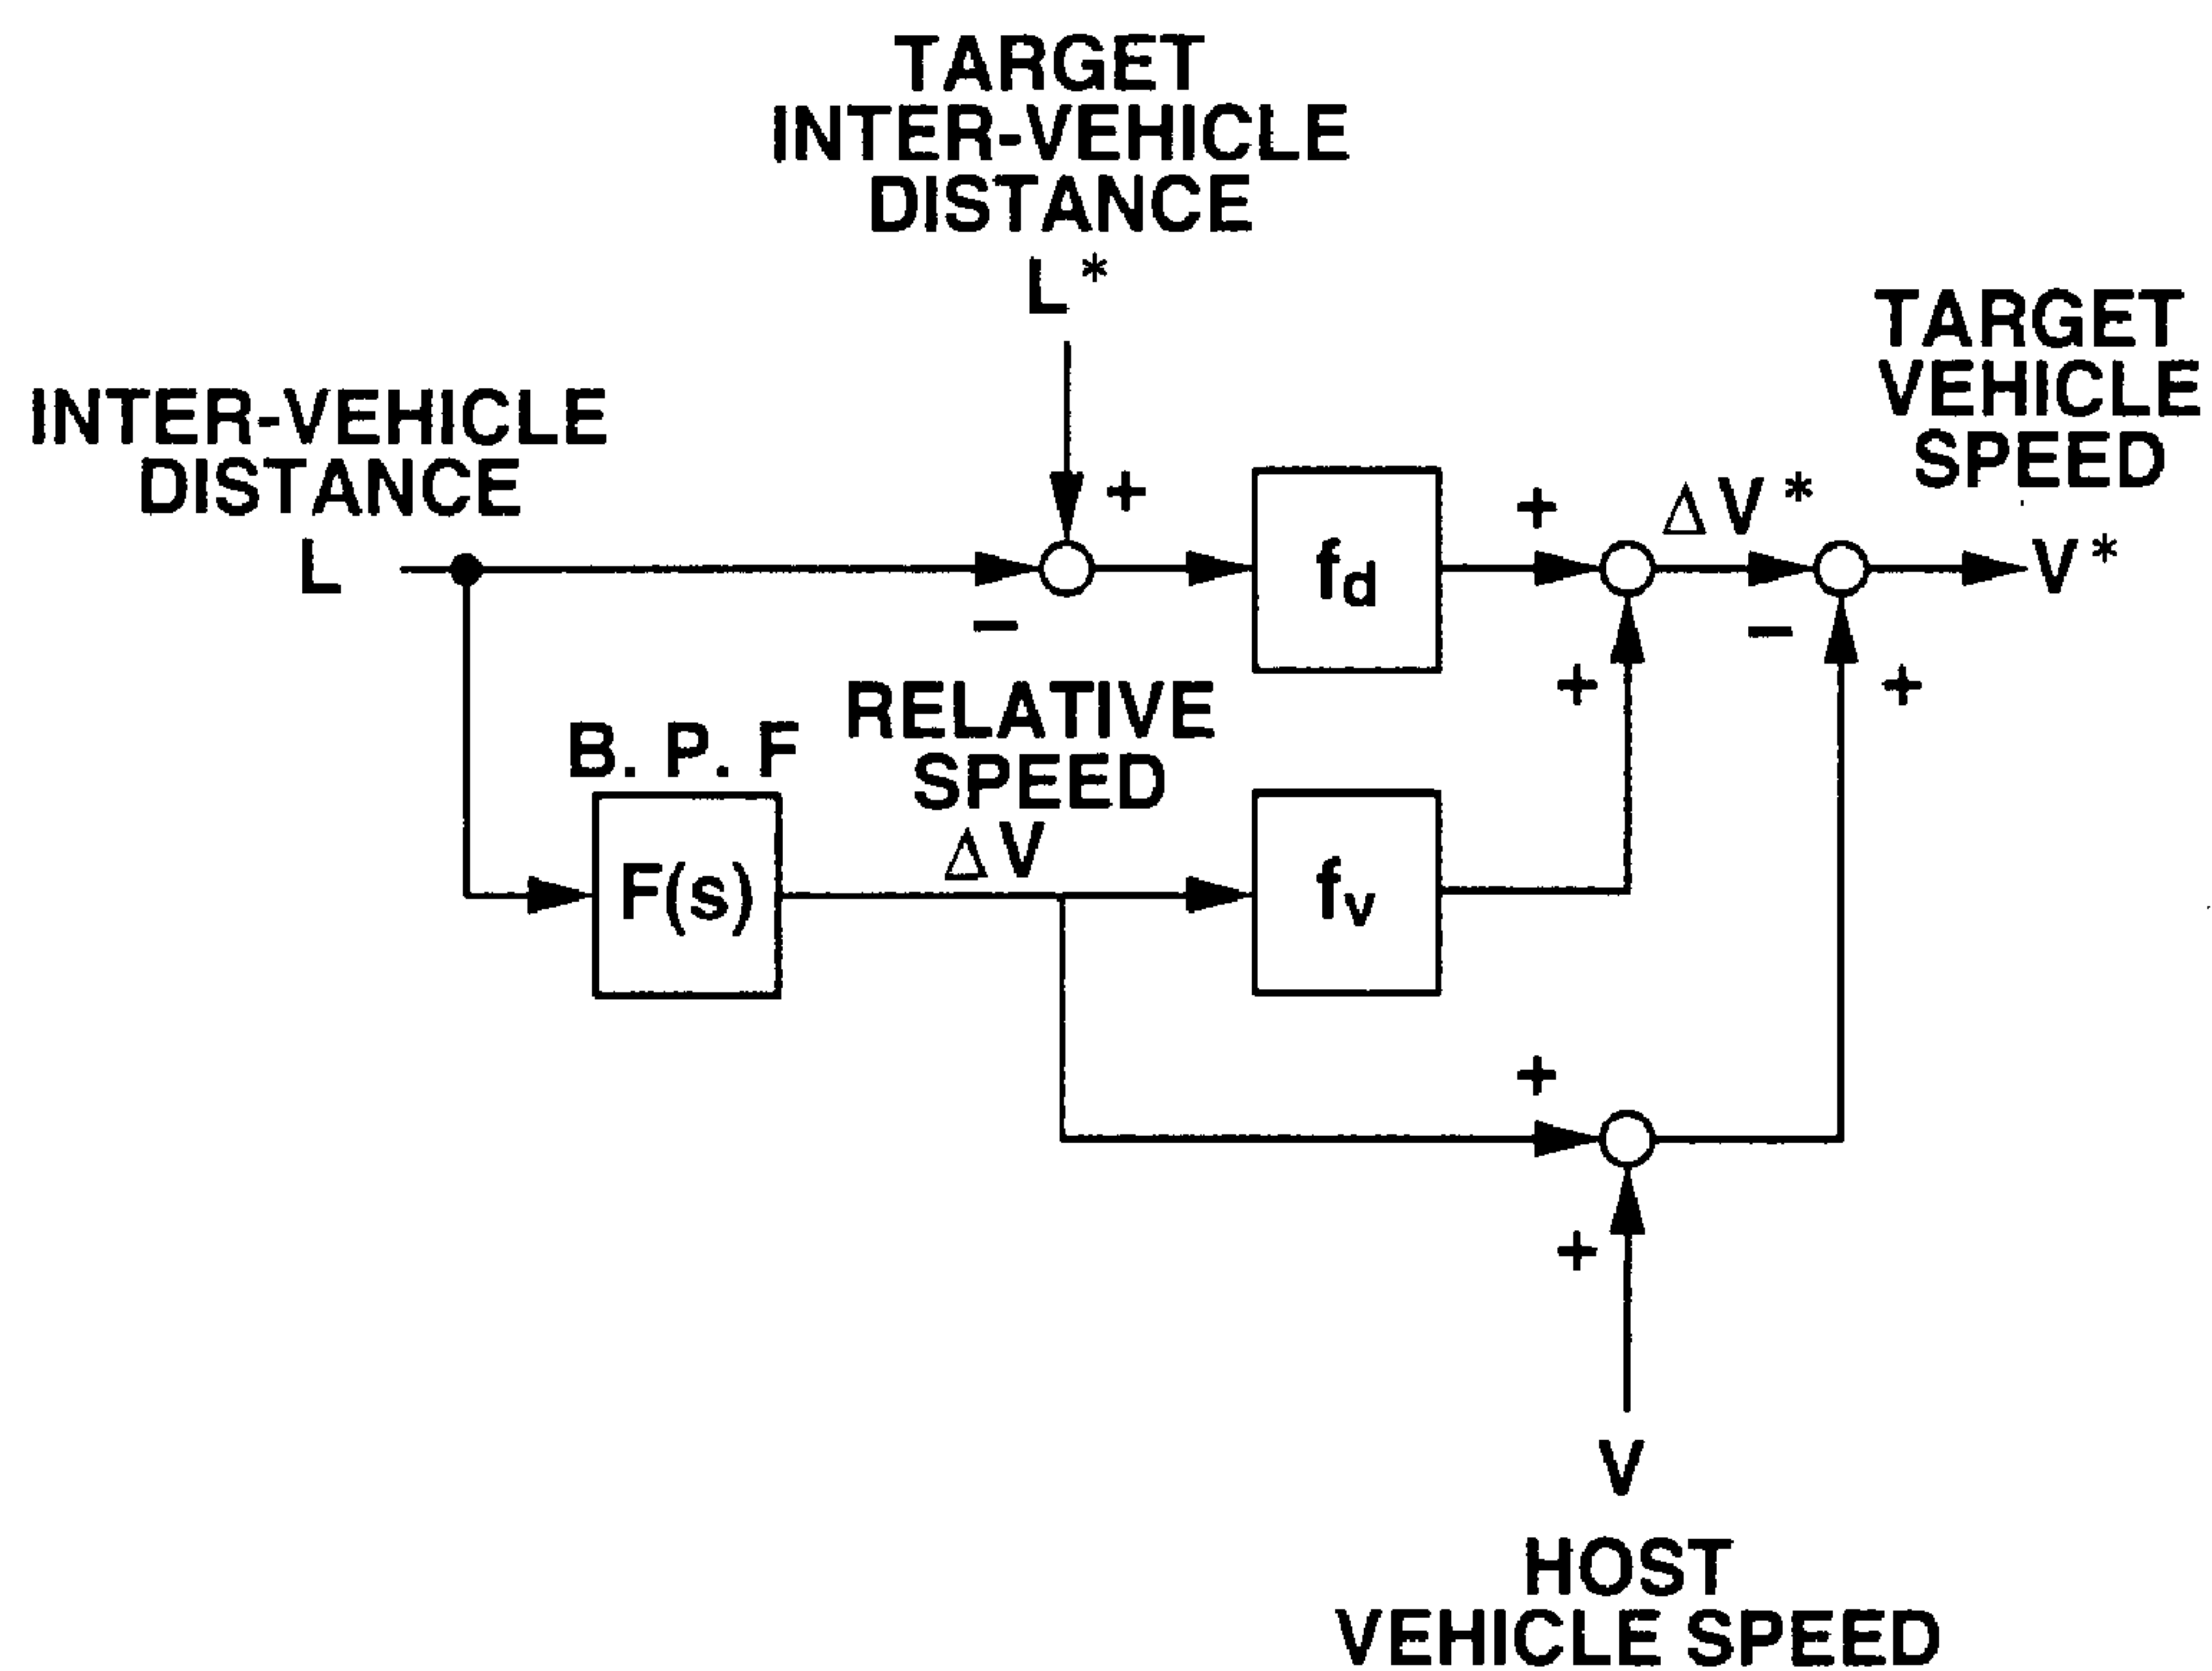 TARGET
INTER-VEHICLE
DISTANCE
L*
INTER-VEHICLE
DISTANCE
L
TARGET
VEHICLE
SPEED
V*
+
−
fd
+
+
ΔV*
−
+
B. P. F
F(s)
RELATIVE
SPEED
ΔV
fv
+
+
V
HOST
VEHICLE SPEED